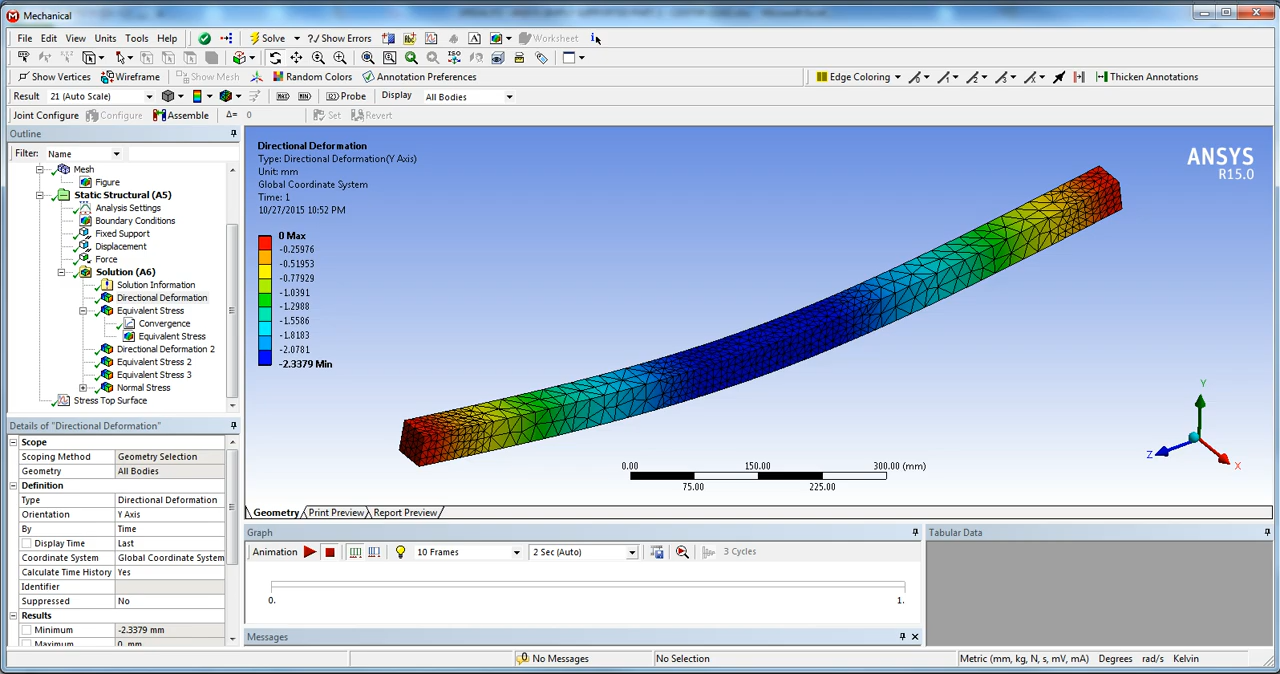 Mechanical
File Edit View Units Tools Help Solve ?/ Show Errors A Worksheet i
ISO
Show Vertices Wireframe Show Mesh Random Colors Annotation Preferences Edge Coloring Thicken Annotations
Result 21 (Auto Scale) MAX MIN Probe Display All Bodies
Joint Configure Configure Assemble Δ= 0 Set Revert
Outline
Filter: Name
Mesh
Figure
Static Structural (A5)
Analysis Settings
Boundary Conditions
Fixed Support
Displacement
Force
Solution (A6)
Solution Information
Directional Deformation
Equivalent Stress
Convergence
Equivalent Stress
Directional Deformation 2
Equivalent Stress 2
Equivalent Stress 3
Normal Stress
Stress Top Surface
Details of "Directional Deformation"
Scope
Scoping Method Geometry Selection
Geometry All Bodies
Definition
Type Directional Deformation
Orientation Y Axis
By Time
Display Time Last
Coordinate System Global Coordinate System
Calculate Time History Yes
Identifier
Suppressed No
Results
Minimum -2.3379 mm
Maximum 0. mm
Directional Deformation
Type: Directional Deformation(Y Axis)
Unit: mm
Global Coordinate System
Time: 1
10/27/2015 10:52 PM
0 Max
-0.25976
-0.51953
-0.77929
-1.0391
-1.2988
-1.5586
-1.8183
-2.0781
-2.3379 Min
ANSYS
R15.0
Y
Z
X
0.00 150.00 300.00 (mm)
75.00 225.00
Geometry Print Preview Report Preview
Graph
Animation 10 Frames 2 Sec (Auto) 3 Cycles
0. 1.
Messages
Tabular Data
0 No Messages No Selection Metric (mm, kg, N, s, mV, mA) Degrees rad/s Kelvin